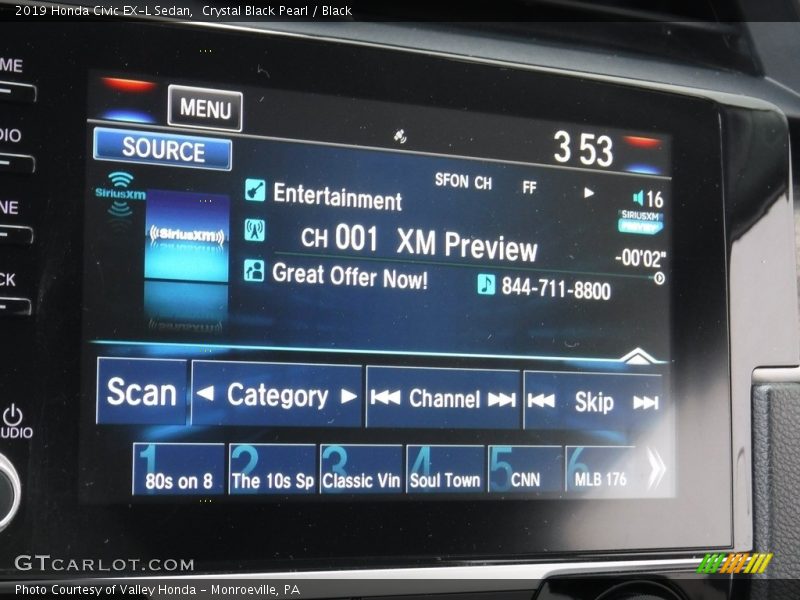 2019 Honda Civic EX-L Sedan,  Crystal Black Pearl / Black
ME
MENU
DIO
SOURCE
3 53
SFON CH FF
16
SiriusXM
Entertainment
SIRIUSXM
PREVIEW
NE
((SiriusXM))
CH 001 XM Preview
-00'02"
CK
Great Offer Now!
844-711-8800
Scan
Category
Channel
Skip
UDIO
1 80s on 8
2 The 10s Sp
3 Classic Vin
4 Soul Town
5 CNN
6 MLB 176
GTCARLOT.COM
Photo Courtesy of Valley Honda - Monroeville, PA